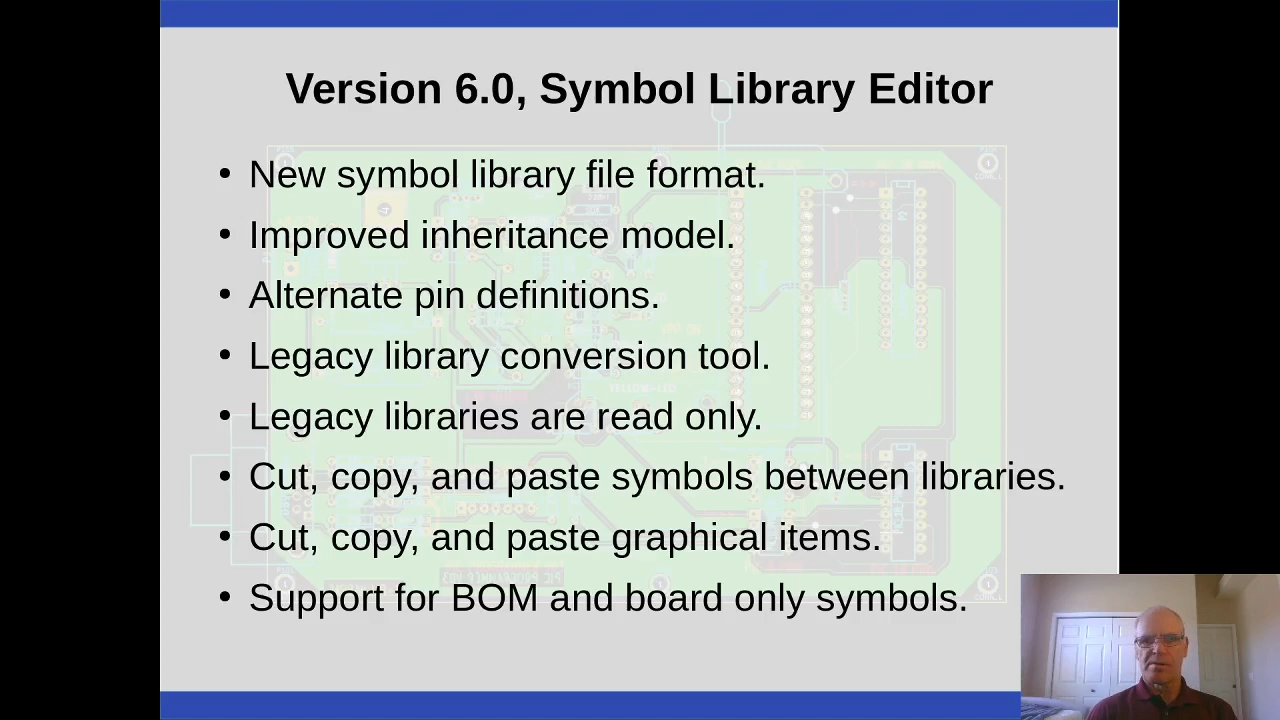 Version 6.0, Symbol Library Editor
• New symbol library file format.
• Improved inheritance model.
• Alternate pin definitions.
• Legacy library conversion tool.
• Legacy libraries are read only.
• Cut, copy, and paste symbols between libraries.
• Cut, copy, and paste graphical items.
• Support for BOM and board only symbols.